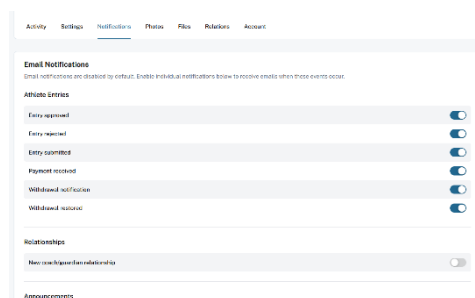 Activity Settings Notifications Photos Files Relations Account
Email Notifications
Email notifications are disabled by default. Enable individual notifications below to receive emails when these events occur.
Athlete Entries
Entry approved
Entry rejected
Entry submitted
Payment received
Withdrawal notification
Withdrawal restored
Relationships
New coach/guardian relationship
Announcements